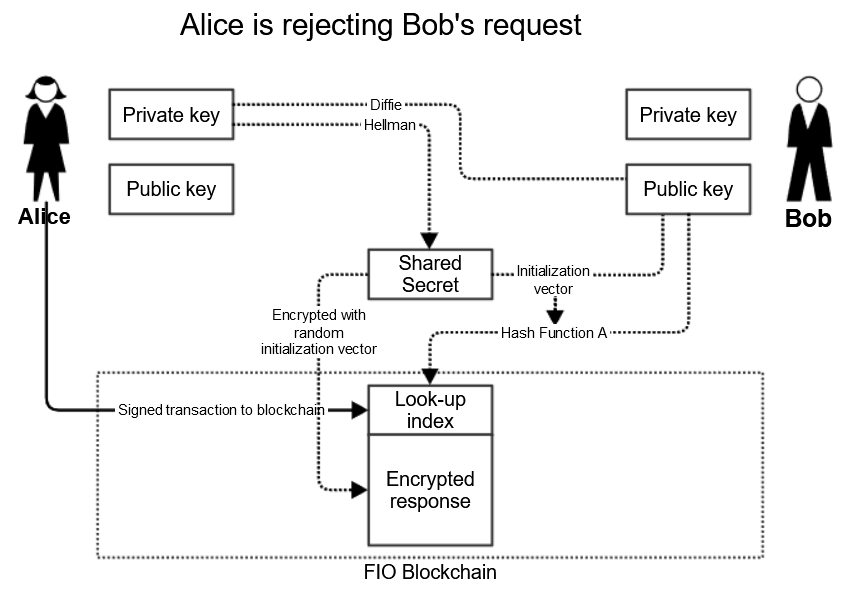 Alice is rejecting Bob's request
Private key
Diffie
Hellman
Private key
Public key
Public key
Alice
Bob
Shared
Secret
Initialization
vector
Encrypted with
random
initialization vector
Hash Function A
Signed transaction to blockchain
Look-up
index
Encrypted
response
FIO Blockchain